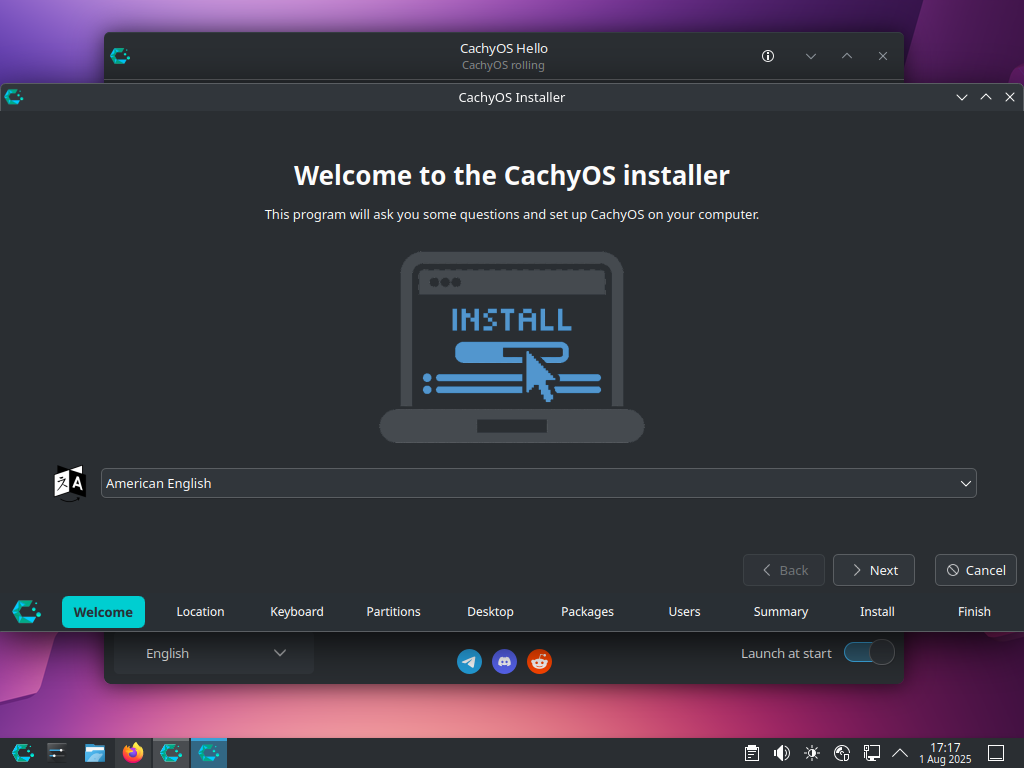 CachyOS Hello
CachyOS rolling
CachyOS Installer
Welcome to the CachyOS installer
This program will ask you some questions and set up CachyOS on your computer.
INSTALL
American English
Back Next Cancel
Welcome Location Keyboard Partitions Desktop Packages Users Summary Install Finish
English Launch at start
17:17
1 Aug 2025